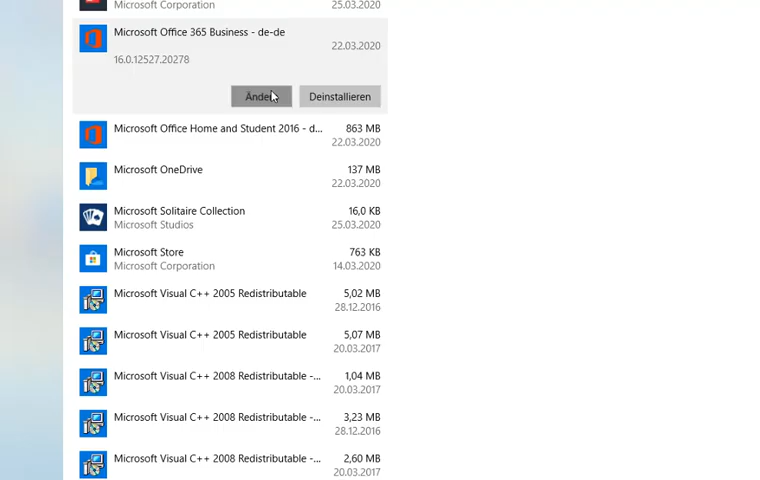 Microsoft Corporation 25.03.2020
Microsoft Office 365 Business - de-de
22.03.2020
16.0.12527.20278
Deinstallieren
Microsoft Office Home and Student 2016 - d... 863 MB
22.03.2020
Microsoft OneDrive 137 MB
22.03.2020
Microsoft Solitaire Collection 16,0 KB
Microsoft Studios 25.03.2020
Microsoft Store 763 KB
Microsoft Corporation 14.03.2020
Microsoft Visual C++ 2005 Redistributable 5,02 MB
28.12.2016
Microsoft Visual C++ 2005 Redistributable 5,07 MB
20.03.2017
Microsoft Visual C++ 2008 Redistributable -... 1,04 MB
20.03.2017
Microsoft Visual C++ 2008 Redistributable -... 3,23 MB
28.12.2016
Microsoft Visual C++ 2008 Redistributable -... 2,60 MB
20.03.2017